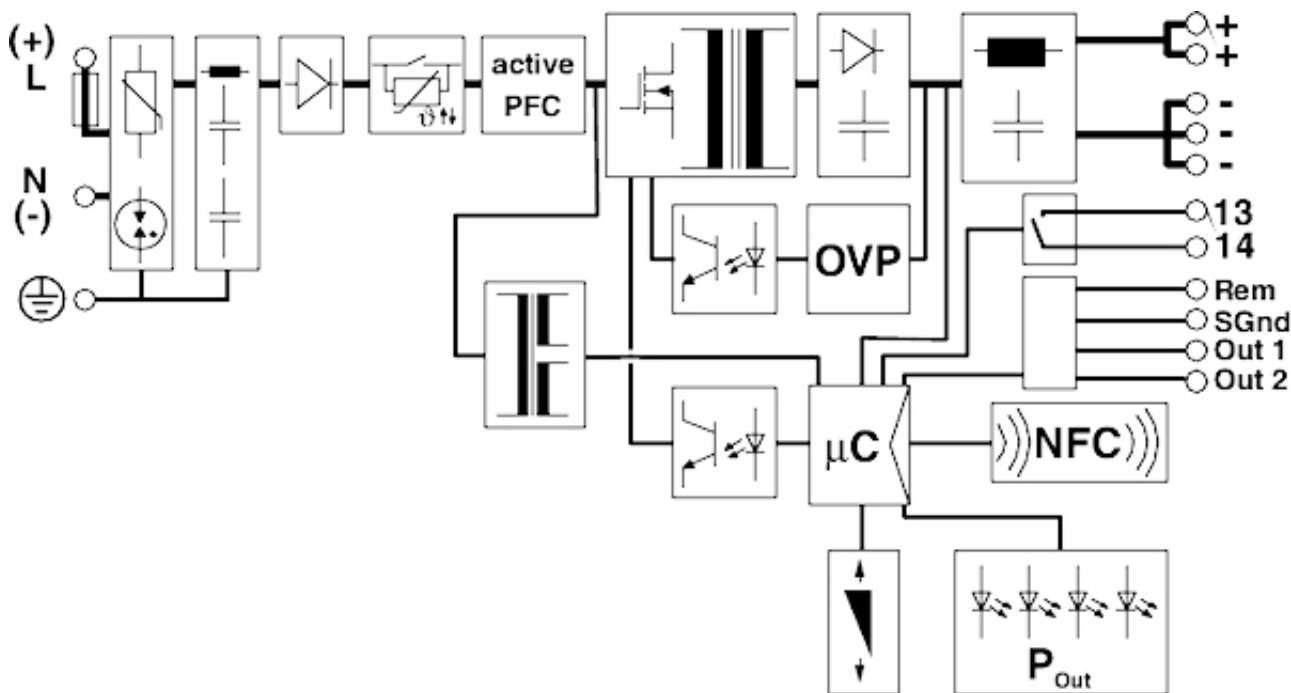 (+)
L
N
(-)
active
PFC
ϑ
+
+
-
-
-
13
14
OVP
Rem
SGnd
Out 1
Out 2
µC
NFC
P Out